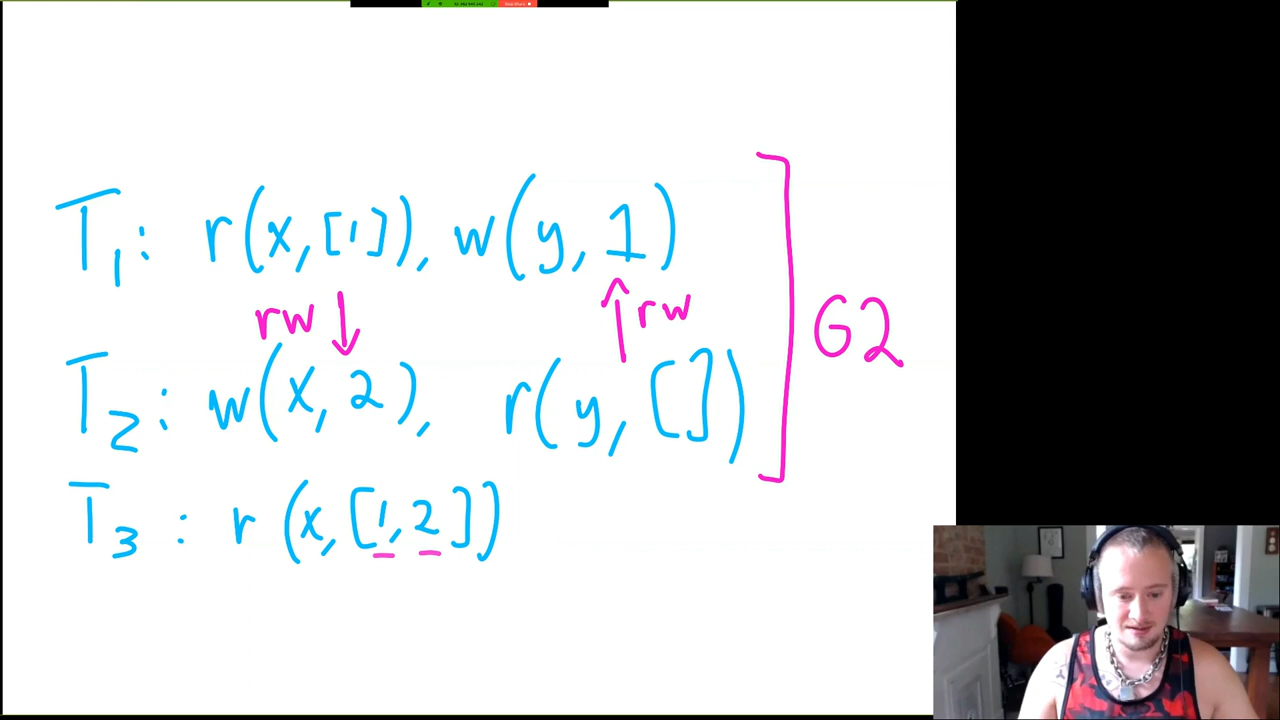 T1: r(x, [1]), w(y, 1)
rw ↓ ↑ rw
T2: w(x, 2), r(y, [])
G2
T3: r(x, [1, 2])